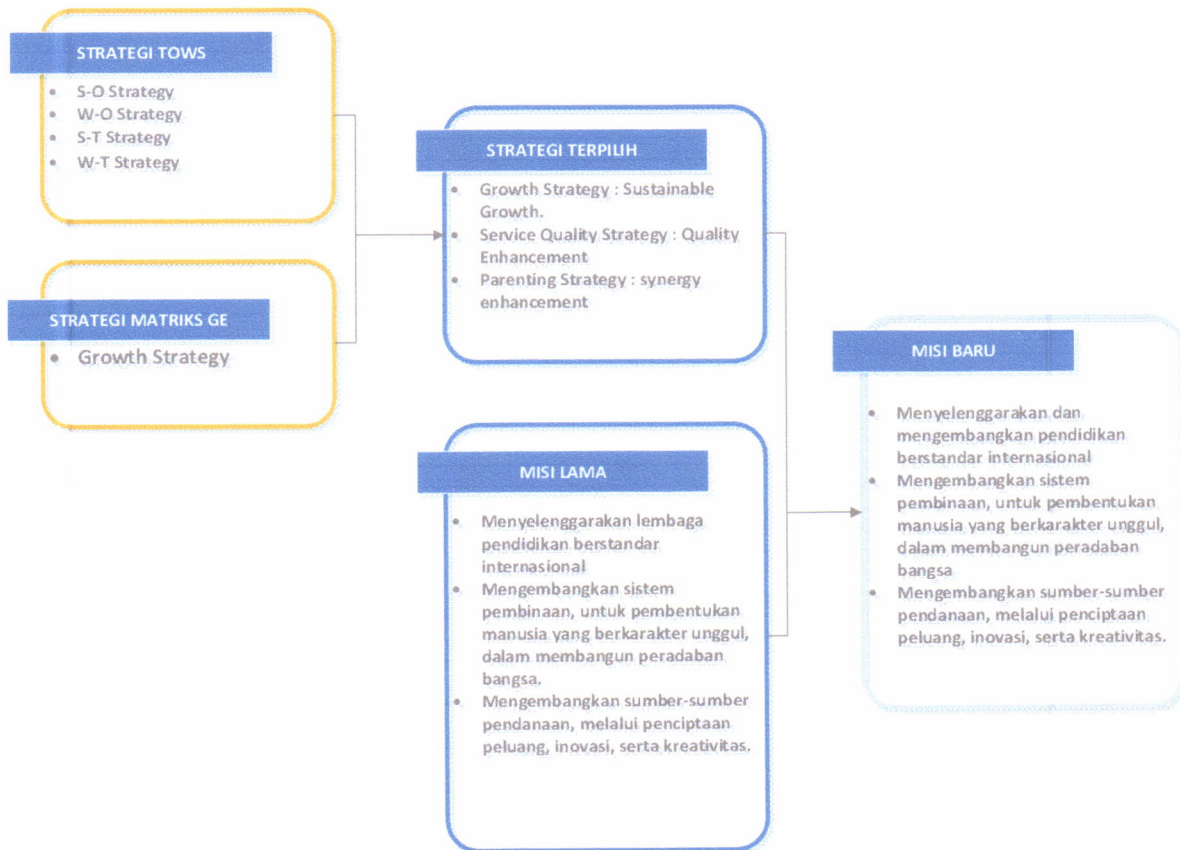 STRATEGI TOWS
• S-O Strategy
• W-O Strategy
• S-T Strategy
• W-T Strategy
STRATEGI MATRIKS GE
• Growth Strategy
STRATEGI TERPILIH
• Growth Strategy : Sustainable
Growth.
• Service Quality Strategy : Quality
Enhancement
• Parenting Strategy : synergy
enhancement
MISI LAMA
• Menyelenggarakan lembaga
pendidikan berstandar
internasional
• Mengembangkan sistem
pembinaan, untuk pembentukan
manusia yang berkarakter unggul,
dalam membangun peradaban
bangsa.
• Mengembangkan sumber-sumber
pendanaan, melalui penciptaan
peluang, inovasi, serta kreativitas.
MISI BARU
• Menyelenggarakan dan
mengembangkan pendidikan
berstandar internasional
• Mengembangkan sistem
pembinaan, untuk pembentukan
manusia yang berkarakter unggul,
dalam membangun peradaban
bangsa
• Mengembangkan sumber-sumber
pendanaan, melalui penciptaan
peluang, inovasi, serta kreativitas.